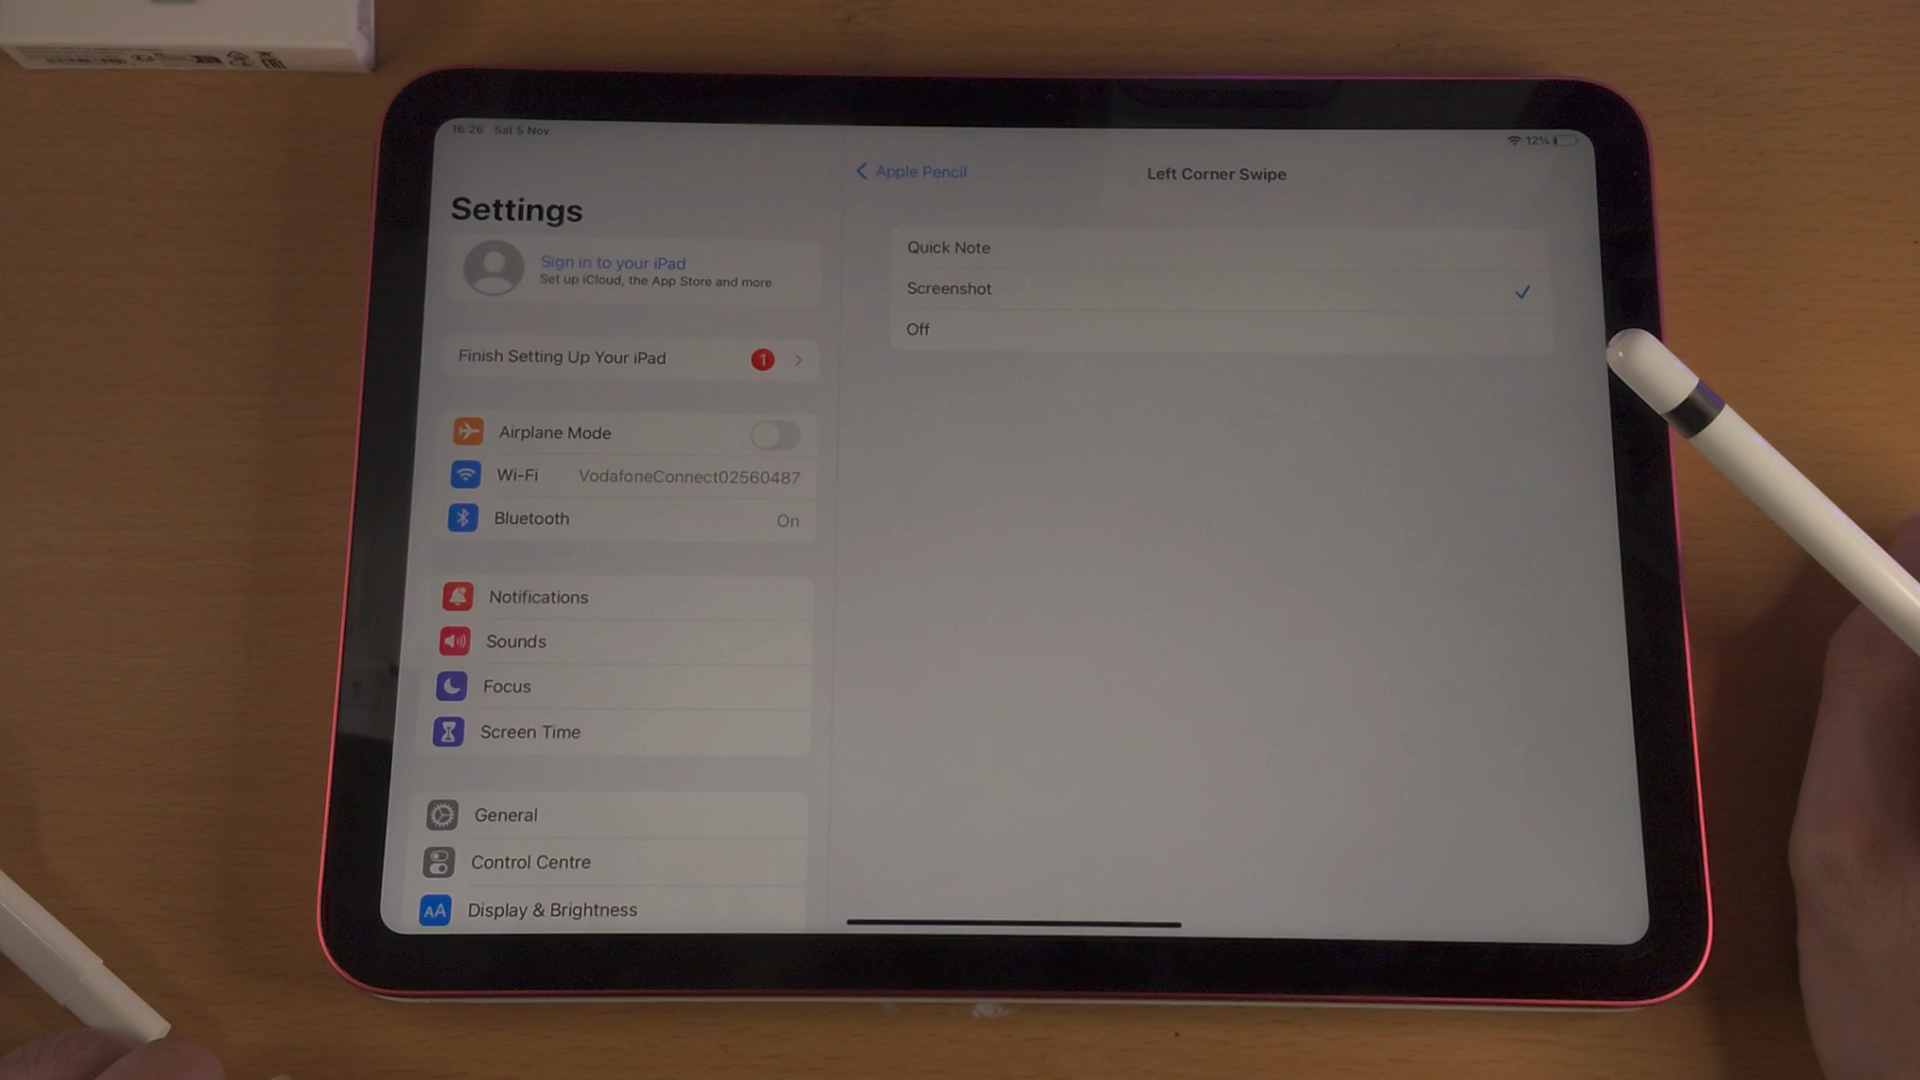 16:26 Sat 5 Nov
12%
Settings
Sign in to your iPad
Set up iCloud, the App Store and more.
Finish Setting Up Your iPad
1
Airplane Mode
Wi-Fi VodafoneConnect02560487
Bluetooth On
Notifications
Sounds
Focus
Screen Time
General
Control Centre
AA Display & Brightness
Apple Pencil
Left Corner Swipe
Quick Note
Screenshot
Off